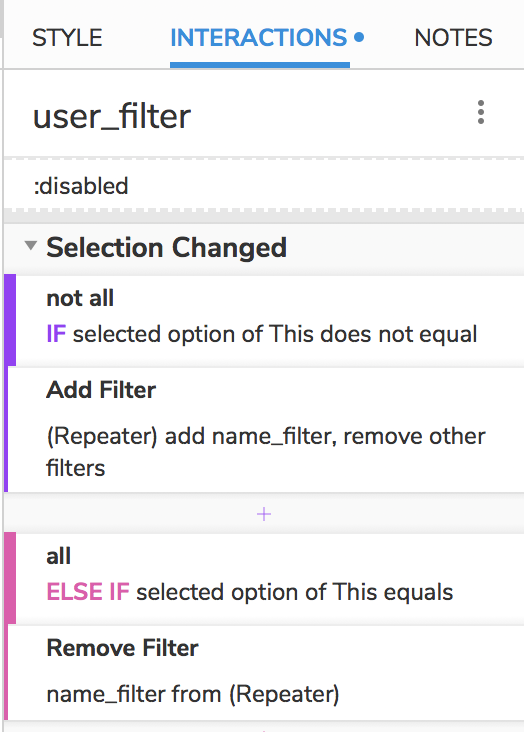 STYLE INTERACTIONS NOTES
user_filter
:disabled
Selection Changed
not all
IF selected option of This does not equal
Add Filter
(Repeater) add name_filter, remove other
filters
+
all
ELSE IF selected option of This equals
Remove Filter
name_filter from (Repeater)